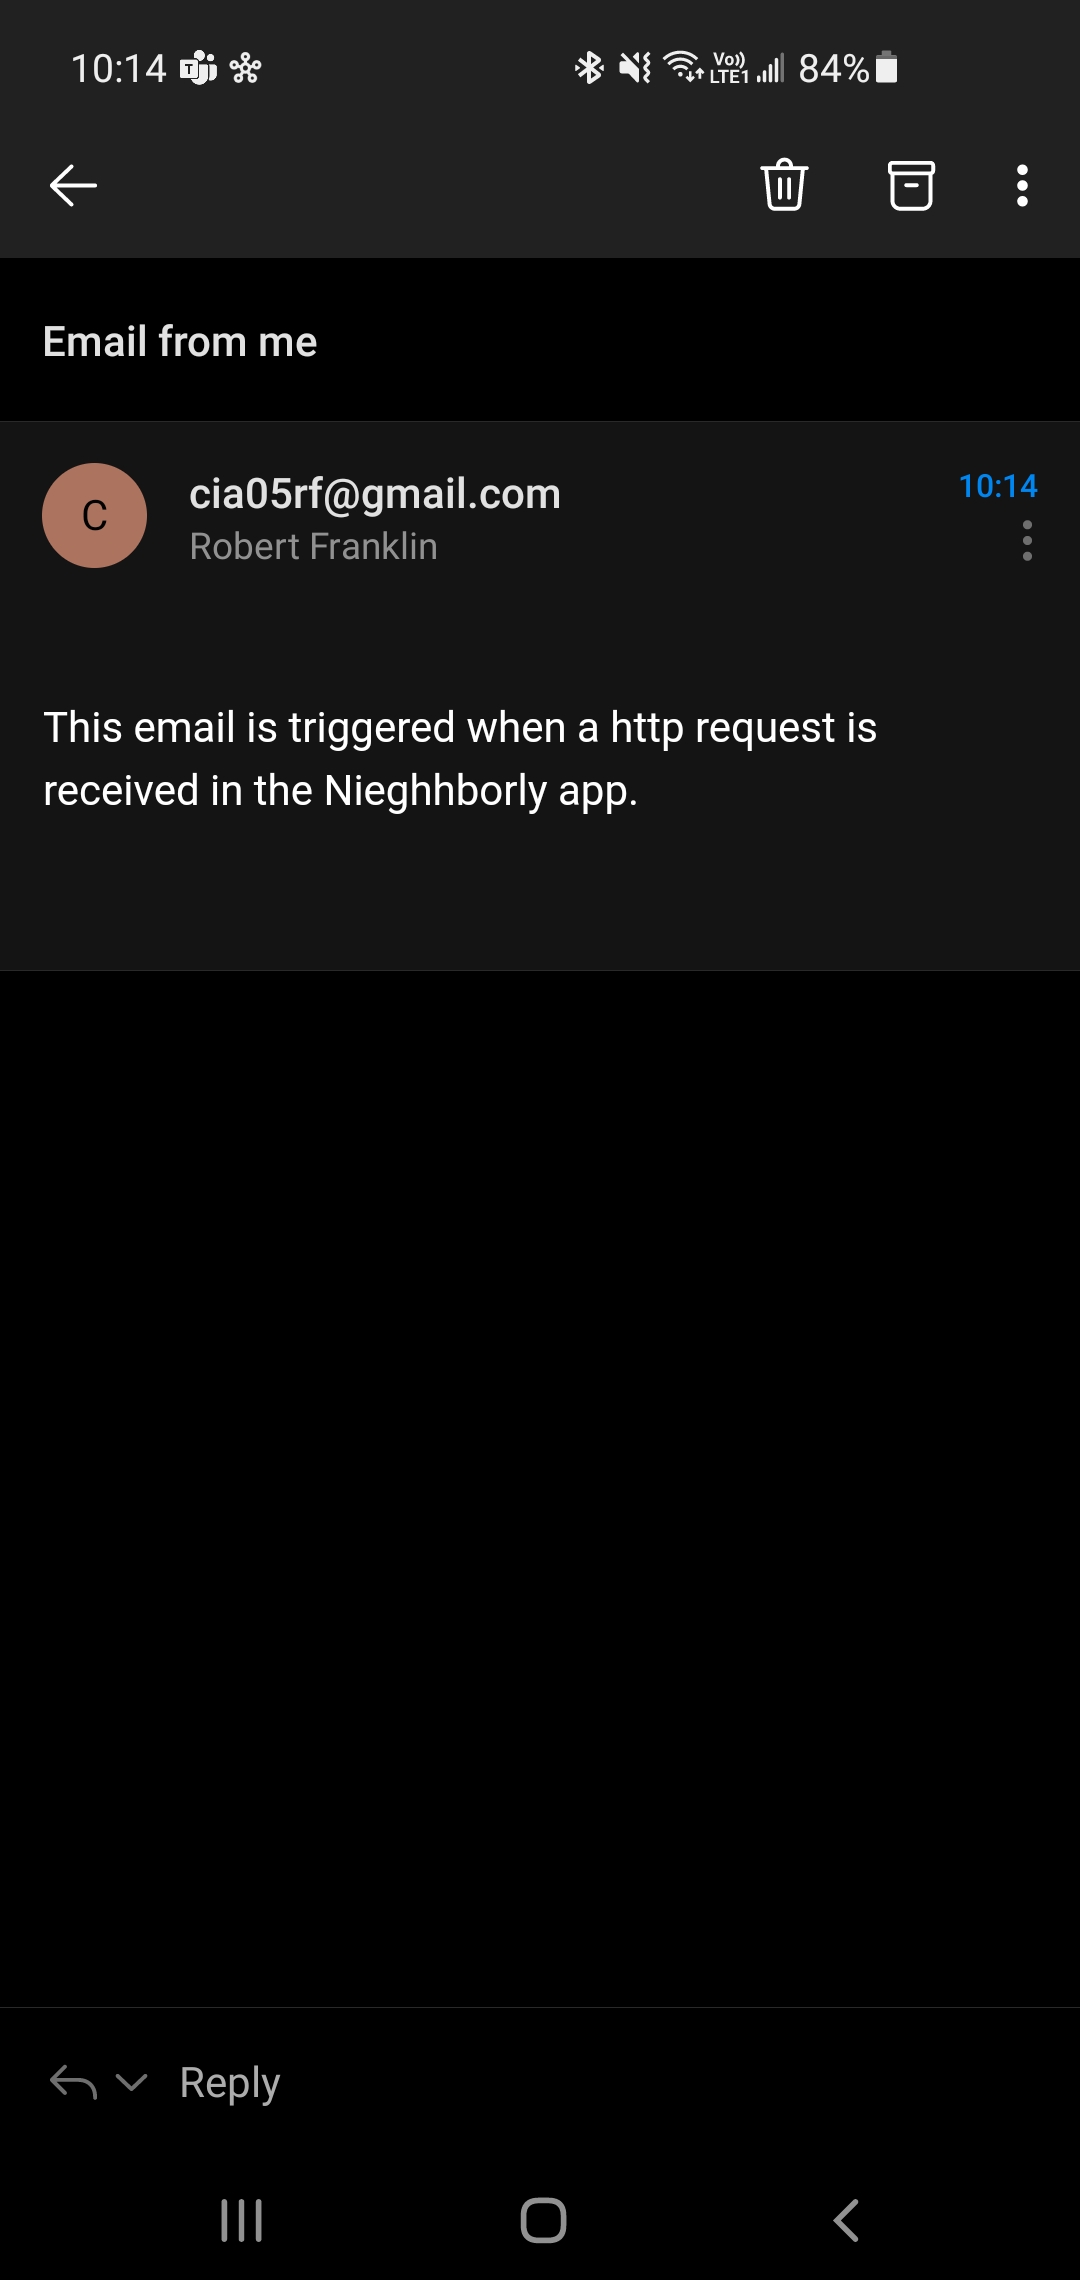 10:14
Vo))
LTE1
84%
Email from me
C
cia05rf@gmail.com
10:14
Robert Franklin
This email is triggered when a http request is
received in the Nieghhborly app.
Reply